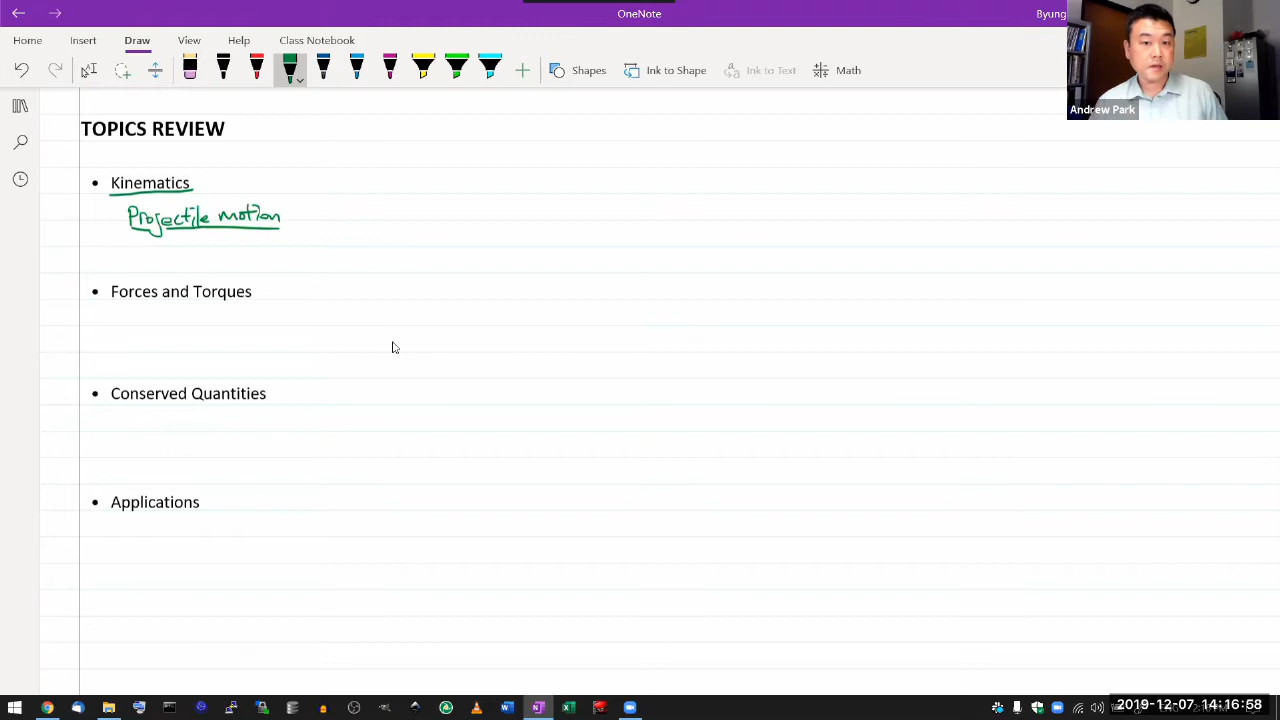 OneNote
Byung
Home Insert Draw View Help Class Notebook
Shapes Ink to Shape Ink to Text Math
Andrew Park
TOPICS REVIEW
• Kinematics
Projectile motion
• Forces and Torques
• Conserved Quantities
• Applications
2019-12-07 14:16:58